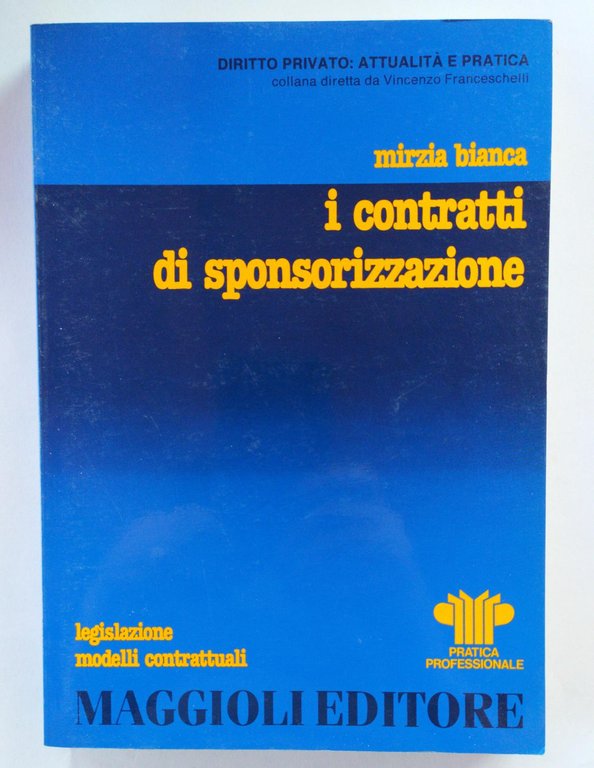 DIRITTO PRIVATO: ATTUALITÀ E PRATICA
collana diretta da Vincenzo Franceschelli
mirzia bianca
i contratti
di sponsorizzazione
legislazione
modelli contrattuali
PRATICA
PROFESSIONALE
MAGGIOLI EDITORE